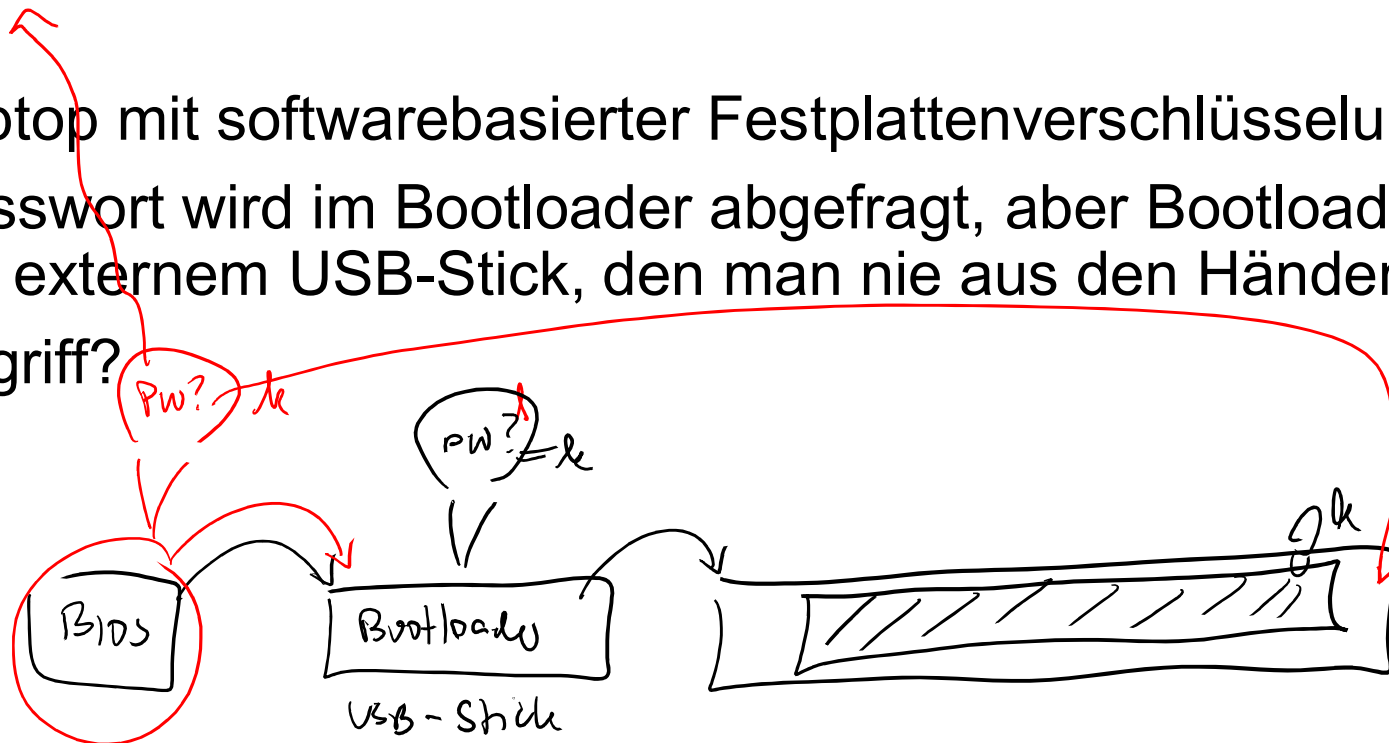 ptop mit softwarebasierter Festplattenverschlüsselu
sswort wird im Bootloader abgefragt, aber Bootload
externem USB-Stick, den man nie aus den Händen
griff?
PW? k
PW? = k
k
BIOS
Bootloader
USB-Stick